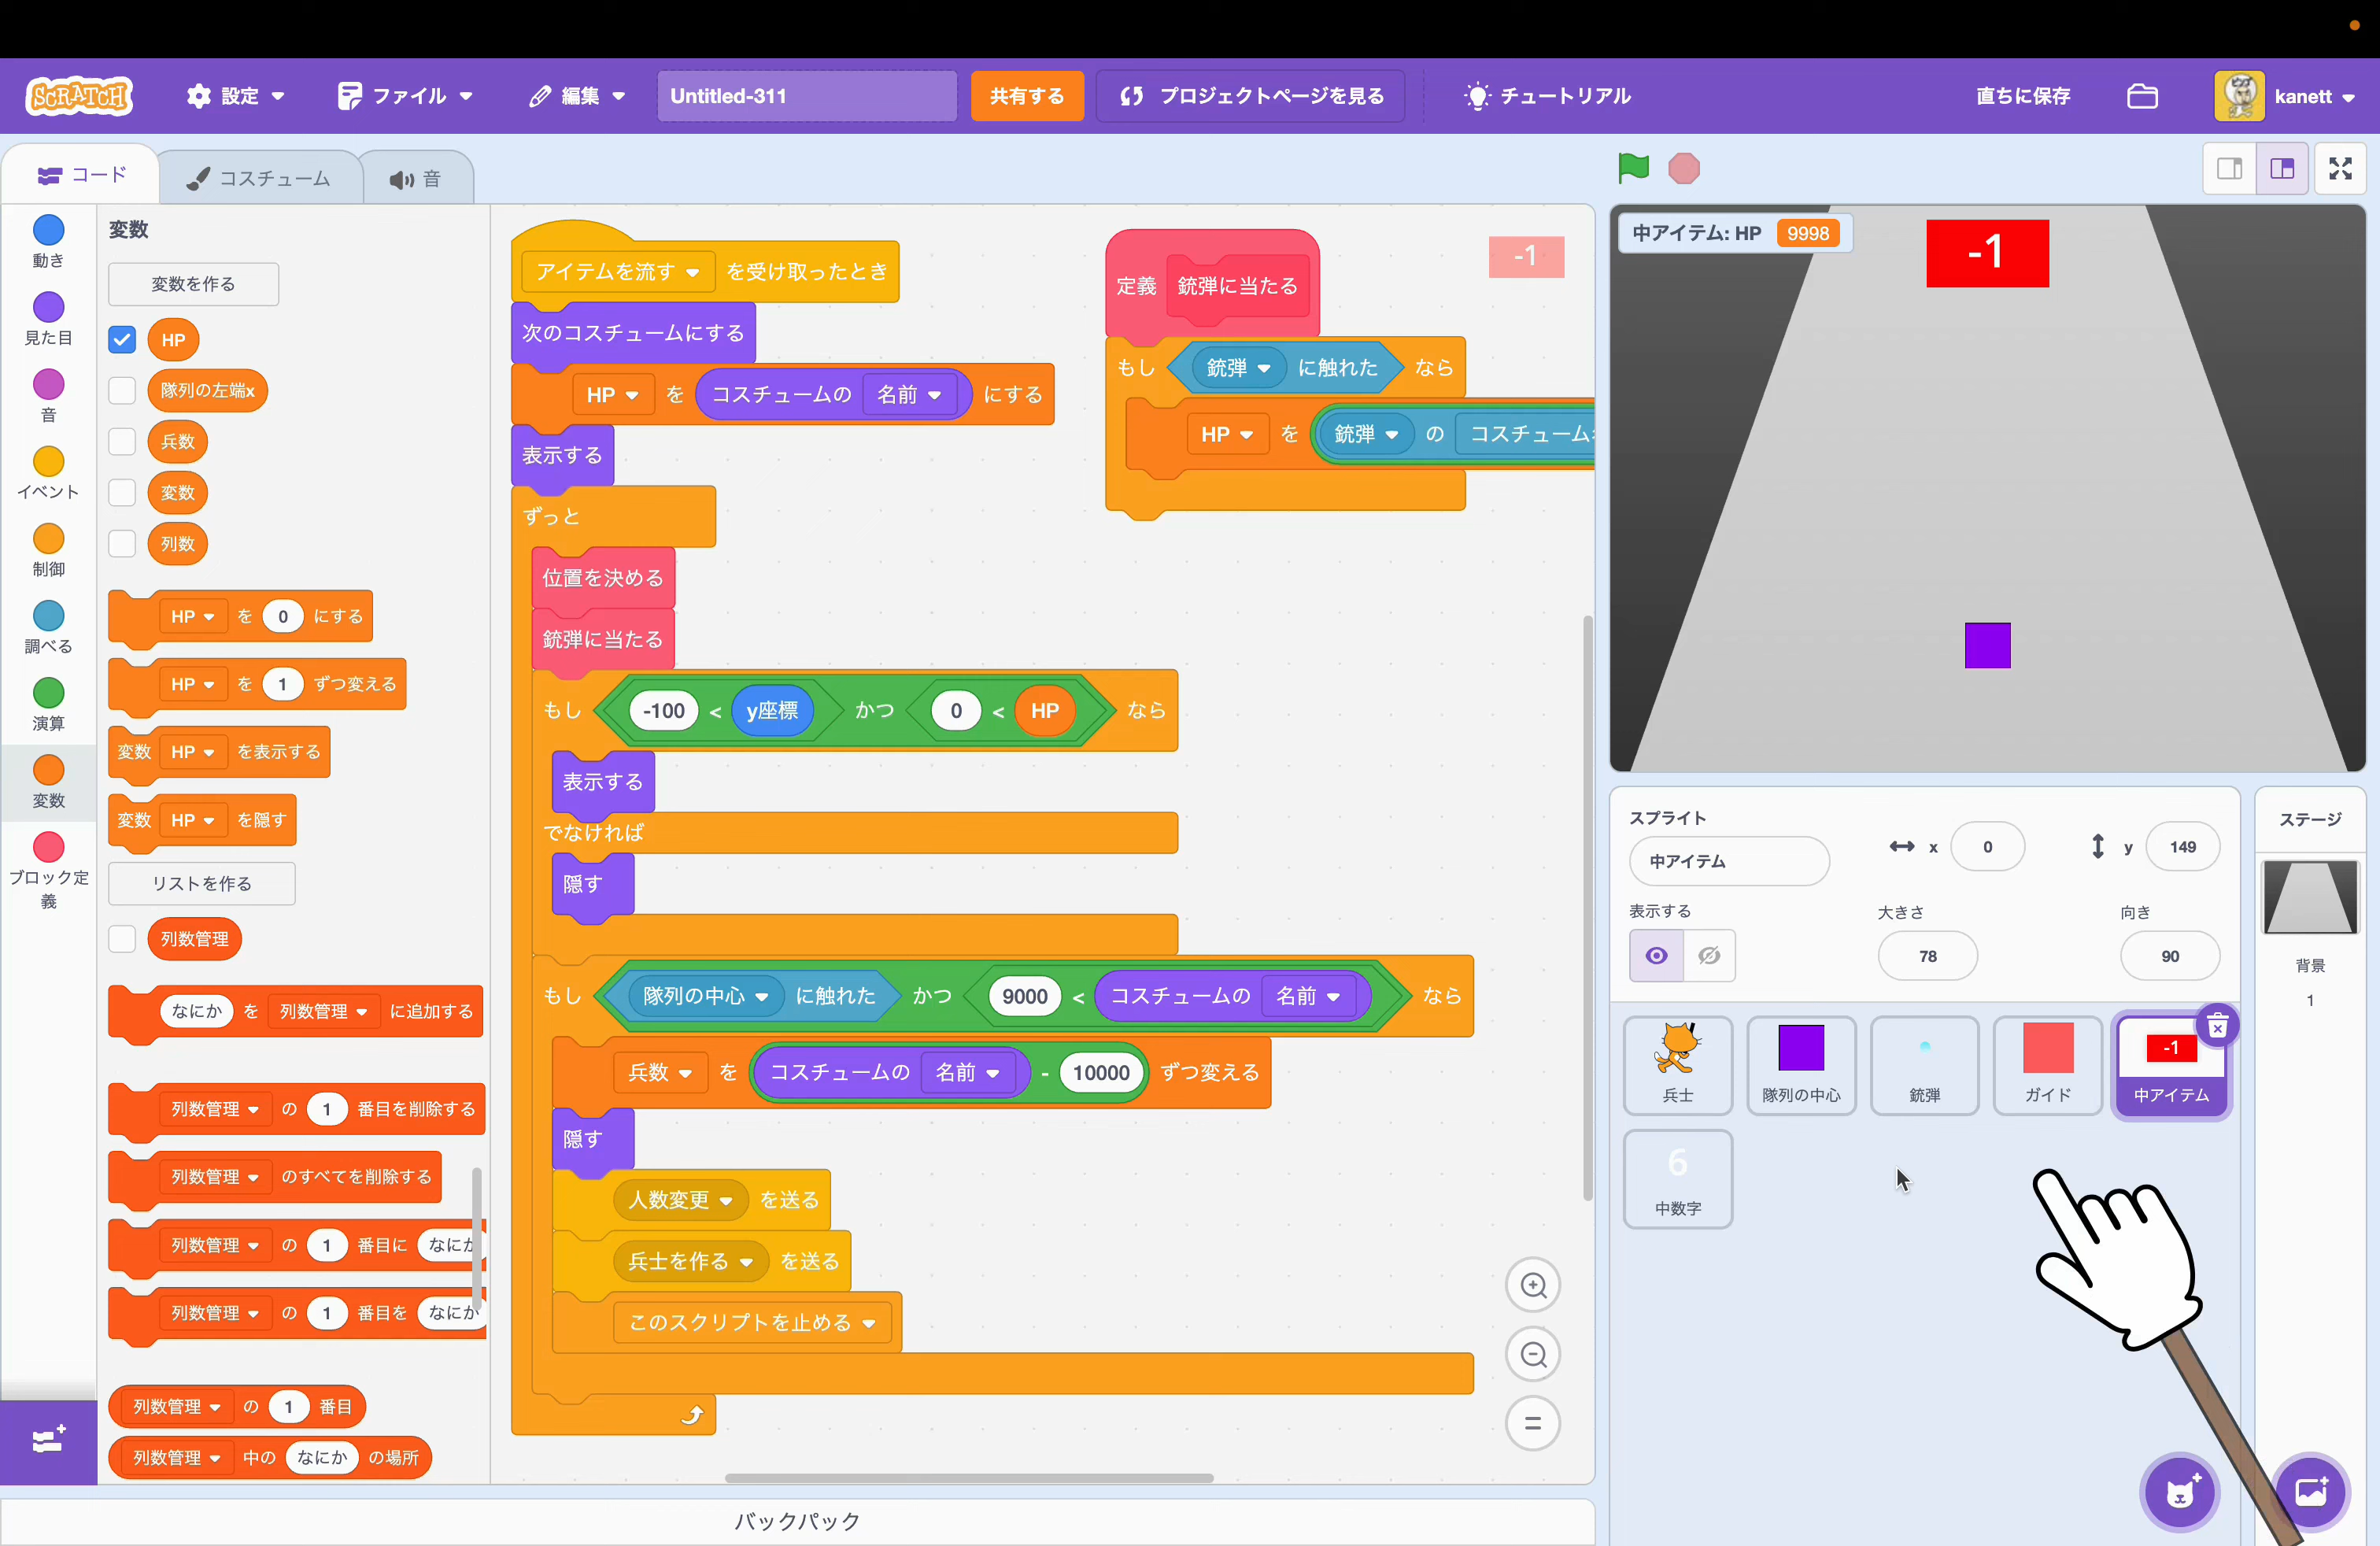 SCRATCH
設定
ファイル
編集
Untitled-311
共有する
プロジェクトページを見る
チュートリアル
直ちに保存
kanett
コード
コスチューム
音
動き
見た目
音
イベント
制御
調べる
演算
変数
ブロック定
義
変数
変数を作る
HP
隊列の左端x
兵数
変数
列数
HP を 0 にする
HP を 1 ずつ変える
変数 HP を表示する
変数 HP を隠す
リストを作る
列数管理
なにか を 列数管理 に追加する
列数管理 の 1 番目を削除する
列数管理 のすべてを削除する
列数管理 の 1 番目に なにか
列数管理 の 1 番目を なにか
列数管理 の 1 番目
列数管理 中の なにか の場所
アイテムを流す を受け取ったとき
次のコスチュームにする
HP を コスチュームの 名前 にする
表示する
ずっと
位置を決める
銃弾に当たる
もし -100 < y座標 かつ 0 < HP なら
表示する
でなければ
隠す
もし 隊列の中心 に触れた かつ 9000 < コスチュームの 名前 なら
兵数 を コスチュームの 名前 - 10000 ずつ変える
隠す
人数変更 を送る
兵士を作る を送る
このスクリプトを止める
定義 銃弾に当たる
もし 銃弾 に触れた なら
HP を 銃弾 の コスチューム
-1
バックパック
中アイテム: HP 9998
-1
スプライト
中アイテム
x 0
y 149
表示する
大きさ
78
向き
90
兵士
隊列の中心
銃弾
ガイド
-1
中アイテム
6
中数字
ステージ
背景
1